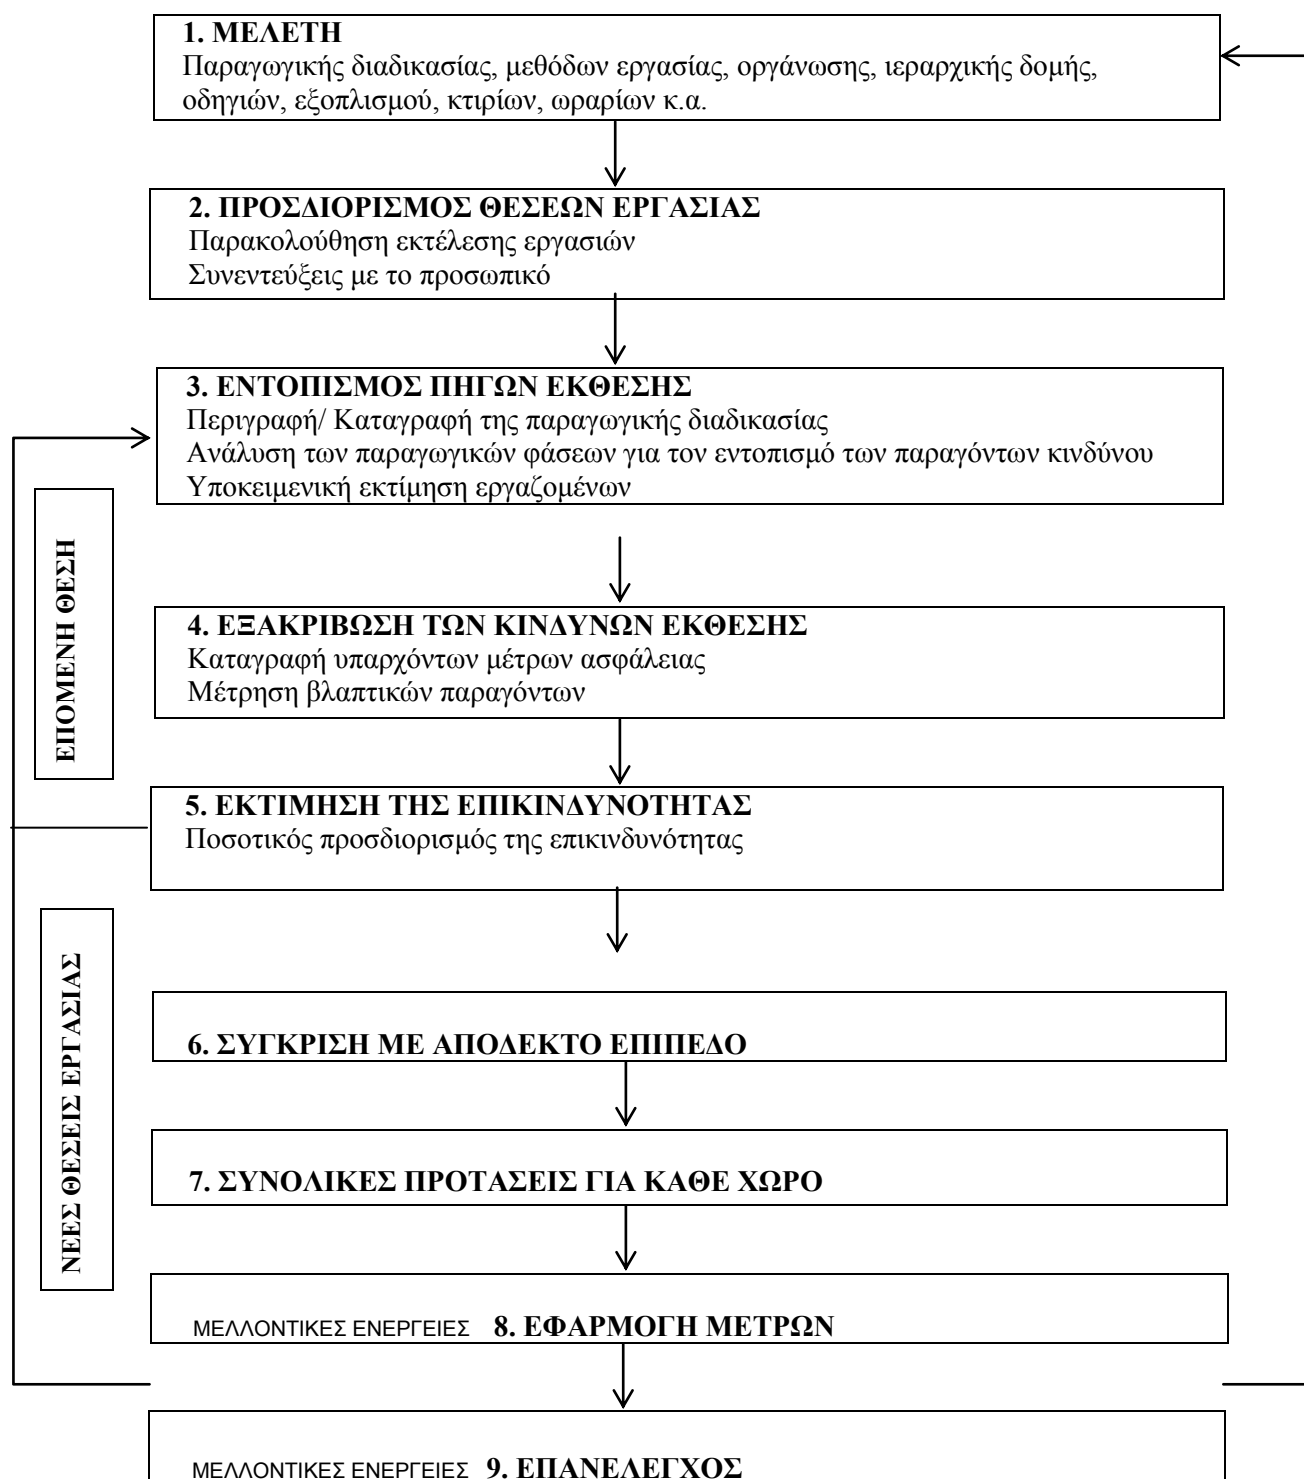 1. ΜΕΛΕΤΗ
Παραγωγικής διαδικασίας, μεθόδων εργασίας, οργάνωσης, ιεραρχικής δομής,
οδηγιών, εξοπλισμού, κτιρίων, ωραρίων κ.α.
2. ΠΡΟΣΔΙΟΡΙΣΜΟΣ ΘΕΣΕΩΝ ΕΡΓΑΣΙΑΣ
Παρακολούθηση εκτέλεσης εργασιών
Συνεντεύξεις με το προσωπικό
3. ΕΝΤΟΠΙΣΜΟΣ ΠΗΓΩΝ ΕΚΘΕΣΗΣ
Περιγραφή/ Καταγραφή της παραγωγικής διαδικασίας
Ανάλυση των παραγωγικών φάσεων για τον εντοπισμό των παραγόντων κινδύνου
Υποκειμενική εκτίμηση εργαζομένων
ΕΠΟΜΕΝΗ ΘΕΣΗ
4. ΕΞΑΚΡΙΒΩΣΗ ΤΩΝ ΚΙΝΔΥΝΩΝ ΕΚΘΕΣΗΣ
Καταγραφή υπαρχόντων μέτρων ασφάλειας
Μέτρηση βλαπτικών παραγόντων
5. ΕΚΤΙΜΗΣΗ ΤΗΣ ΕΠΙΚΙΝΔΥΝΟΤΗΤΑΣ
Ποσοτικός προσδιορισμός της επικινδυνότητας
ΝΕΕΣ ΘΕΣΕΙΣ ΕΡΓΑΣΙΑΣ
6. ΣΥΓΚΡΙΣΗ ΜΕ ΑΠΟΔΕΚΤΟ ΕΠΙΠΕΔΟ
7. ΣΥΝΟΛΙΚΕΣ ΠΡΟΤΑΣΕΙΣ ΓΙΑ ΚΑΘΕ ΧΩΡΟ
ΜΕΛΛΟΝΤΙΚΕΣ ΕΝΕΡΓΕΙΕΣ 8. ΕΦΑΡΜΟΓΗ ΜΕΤΡΩΝ
ΜΕΛΛΟΝΤΙΚΕΣ ΕΝΕΡΓΕΙΕΣ 9. ΕΠΑΝΕΛΕΓΧΟΣ